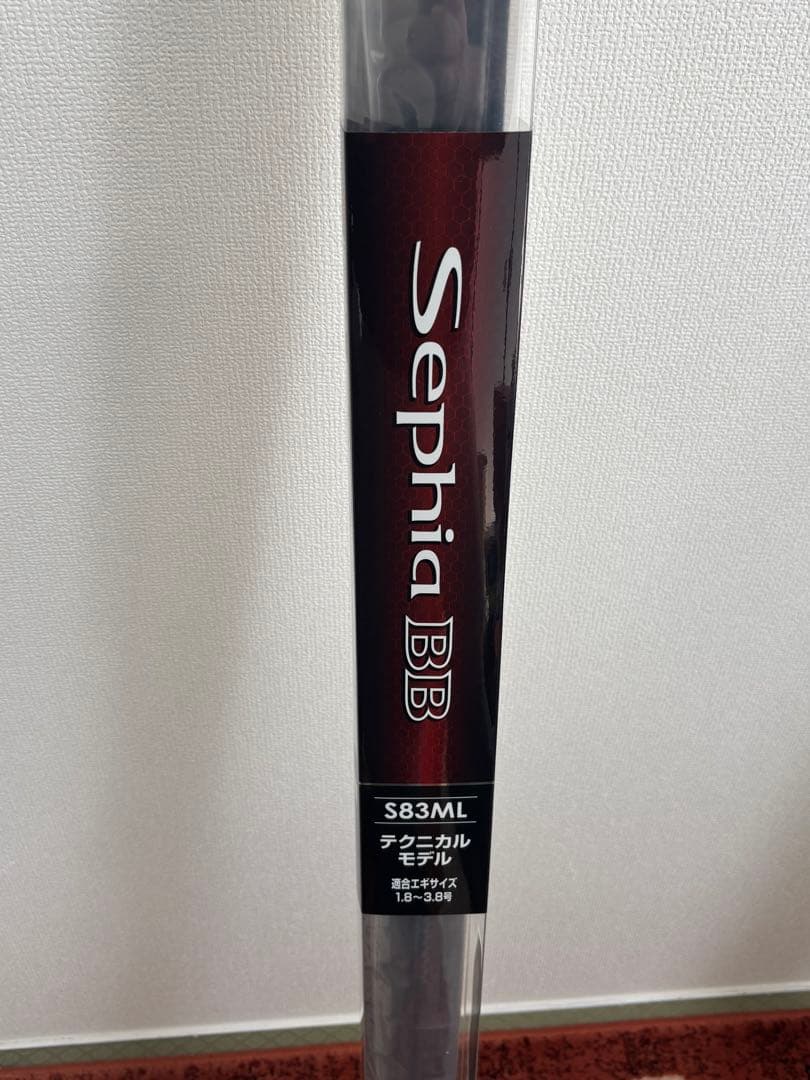 Sephia BB
S83ML
テクニカル
モデル
適合エギサイズ
1.8～3.8号